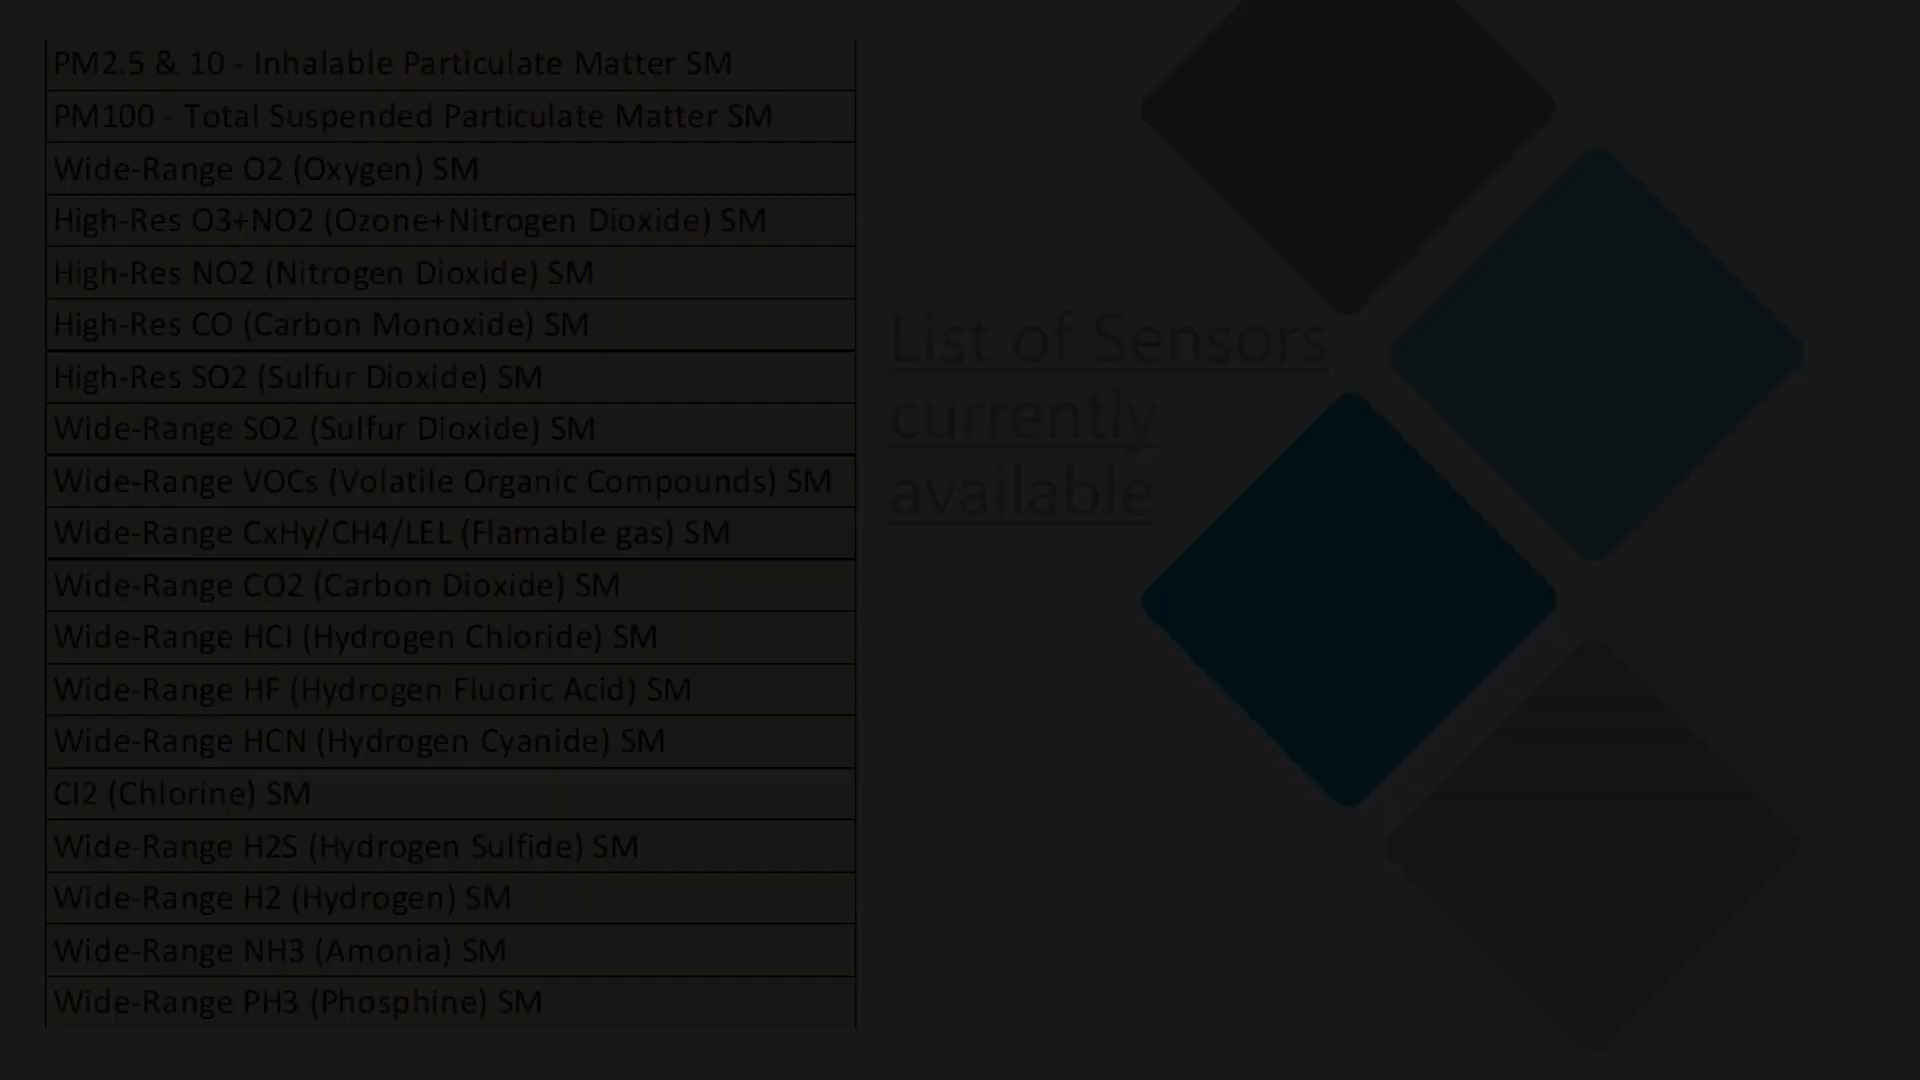 PM2.5 & 10 - Inhalable Particulate Matter SM
PM100 - Total Suspended Particulate Matter SM
Wide-Range O2 (Oxygen) SM
High-Res O3+NO2 (Ozone+Nitrogen Dioxide) SM
High-Res NO2 (Nitrogen Dioxide) SM
High-Res CO (Carbon Monoxide) SM
High-Res SO2 (Sulfur Dioxide) SM
Wide-Range SO2 (Sulfur Dioxide) SM
Wide-Range VOCs (Volatile Organic Compounds) SM
Wide-Range CxHy/CH4/LEL (Flamable gas) SM
Wide-Range CO2 (Carbon Dioxide) SM
Wide-Range HCl (Hydrogen Chloride) SM
Wide-Range HF (Hydrogen Fluoric Acid) SM
Wide-Range HCN (Hydrogen Cyanide) SM
Cl2 (Chlorine) SM
Wide-Range H2S (Hydrogen Sulfide) SM
Wide-Range H2 (Hydrogen) SM
Wide-Range NH3 (Amonia) SM
Wide-Range PH3 (Phosphine) SM
List of Sensors
currently
available